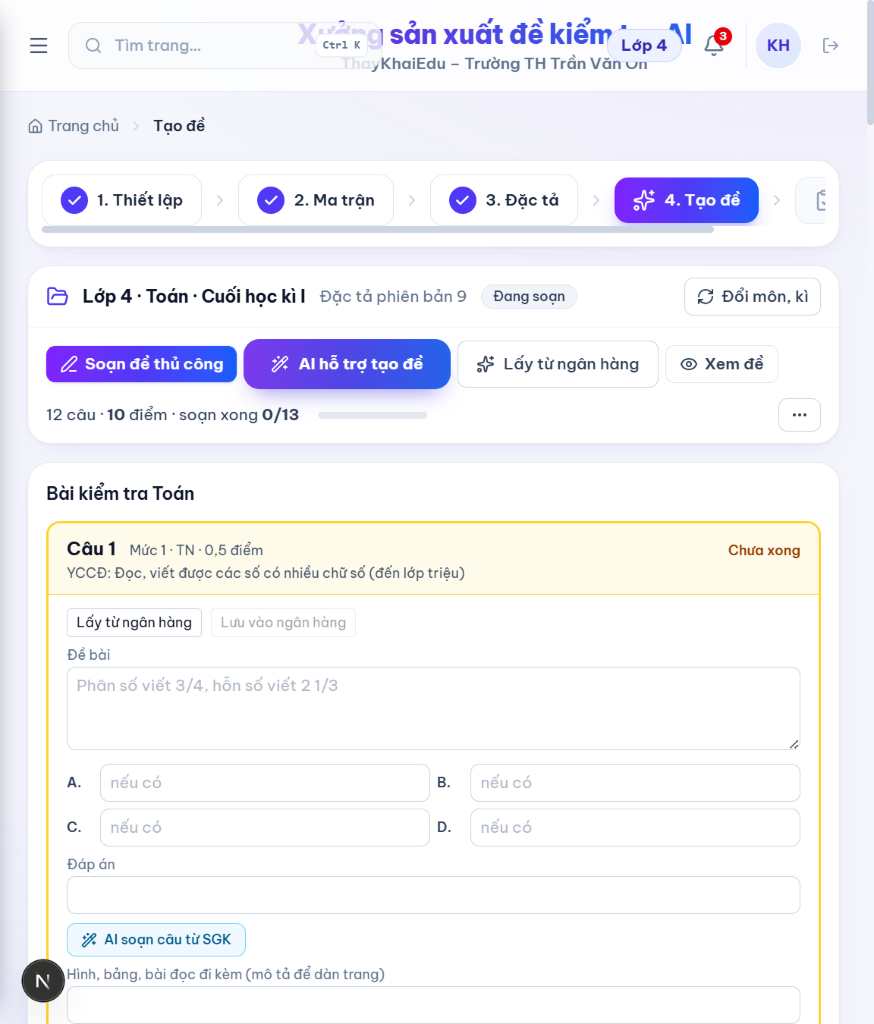 Tìm trang...
Ctrl K
Xưởng sản xuất đề kiểm tra AI
ThayKhaiEdu – Trường TH Trần Văn Ơn
Lớp 4
3
KH
Trang chủ
Tạo đề
1. Thiết lập
2. Ma trận
3. Đặc tả
4. Tạo đề
Lớp 4 · Toán · Cuối học kì I
Đặc tả phiên bản 9
Đang soạn
Đổi môn, kì
Soạn đề thủ công
AI hỗ trợ tạo đề
Lấy từ ngân hàng
Xem đề
12 câu · 10 điểm · soạn xong 0/13
Bài kiểm tra Toán
Câu 1 Mức 1 · TN · 0,5 điểm
Chưa xong
YCCĐ: Đọc, viết được các số có nhiều chữ số (đến lớp triệu)
Lấy từ ngân hàng
Lưu vào ngân hàng
Đề bài
Phân số viết 3/4, hỗn số viết 2 1/3
A. nếu có
B. nếu có
C. nếu có
D. nếu có
Đáp án
AI soạn câu từ SGK
N
Hình, bảng, bài đọc đi kèm (mô tả để dàn trang)